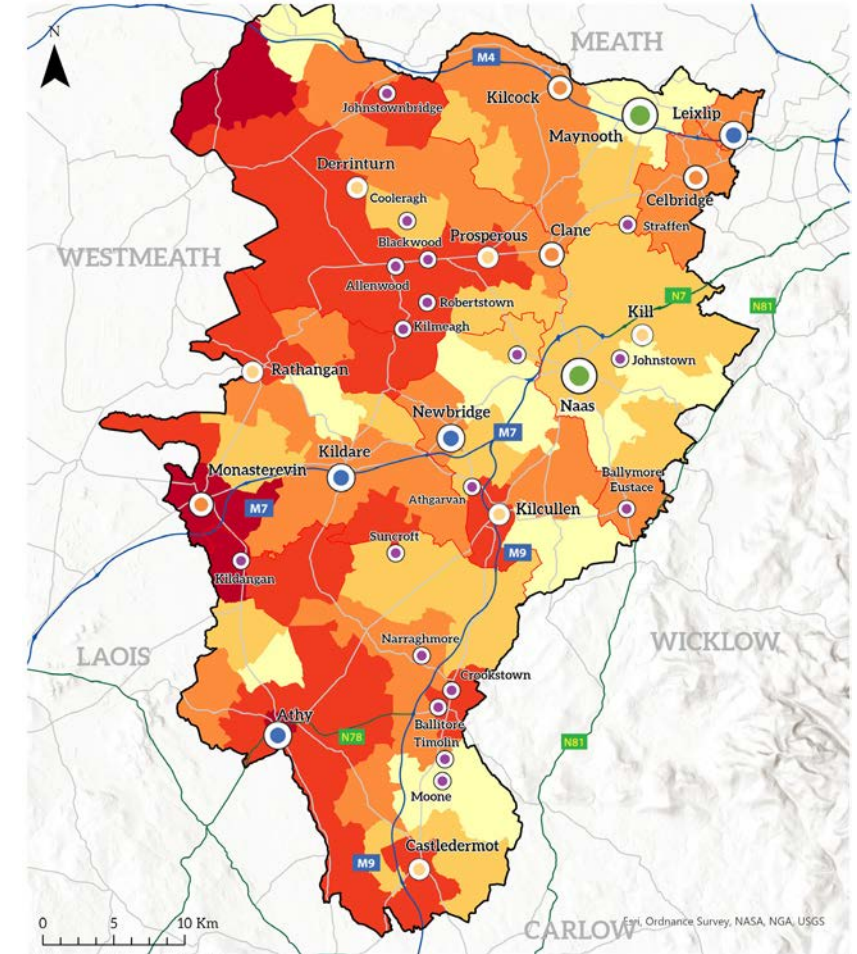 N
MEATH
M4
Kilcock
Johnstownbridge
Leixlip
Maynooth
Derrinturn
Cooleragh
Celbridge
Straffen
Blackwood
Prosperous
Clane
WESTMEATH
Allenwood
Robertstown
N7
N81
Kill
Kilmeagh
Johnstown
Rathangan
Naas
Newbridge
M7
Kildare
Monasterevin
Ballymore
Eustace
Athgarvan
M7
Kilcullen
Suncroft
M9
Kildangan
Narraghmore
WICKLOW
LAOIS
Crookstown
Athy
Ballitore
N78
N81
Timolin
Moone
Castledermot
M9
0 5 10 Km
CARLOW
Esri, Ordnance Survey, NASA, NGA, USGS